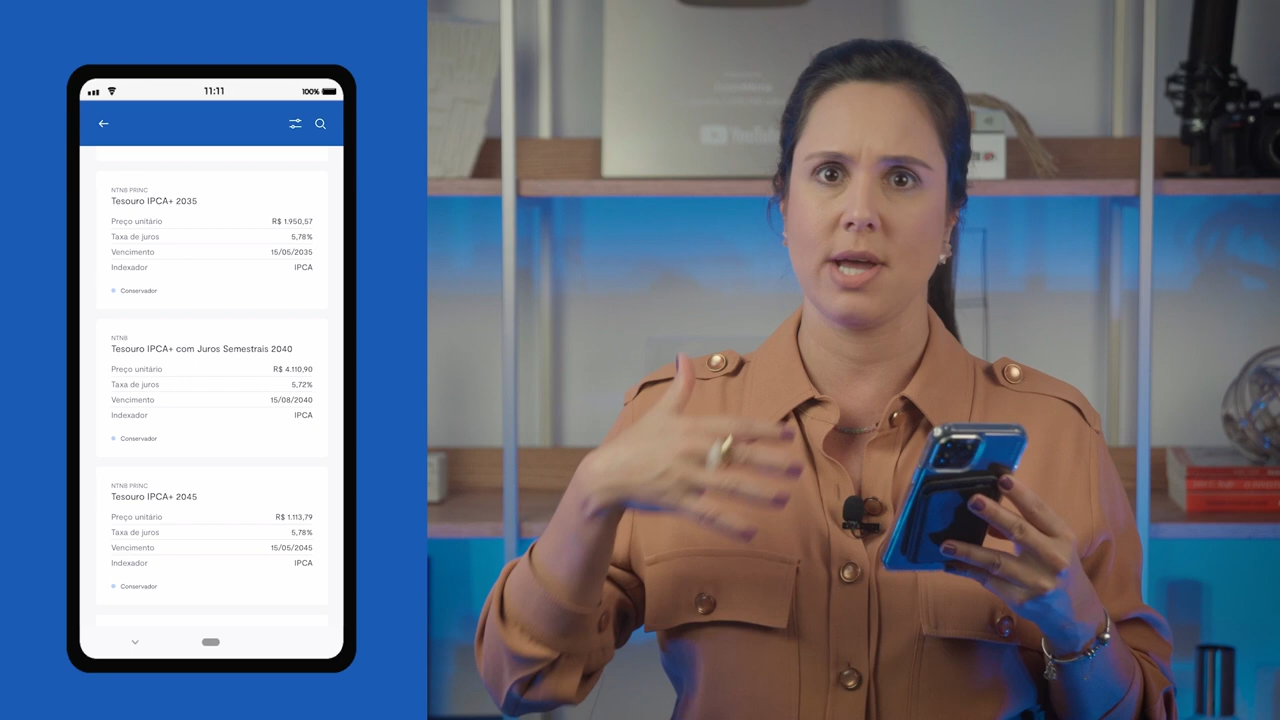 11:11
100%
NTNB PRINC
Tesouro IPCA+ 2035
Preço unitário R$ 1.950,57
Taxa de juros 5,78%
Vencimento 15/05/2035
Indexador IPCA
Conservador
NTNB
Tesouro IPCA+ com Juros Semestrais 2040
Preço unitário R$ 4.110,90
Taxa de juros 5,72%
Vencimento 15/08/2040
Indexador IPCA
Conservador
NTNB PRINC
Tesouro IPCA+ 2045
Preço unitário R$ 1.113,79
Taxa de juros 5,78%
Vencimento 15/05/2045
Indexador IPCA
Conservador
YouTube